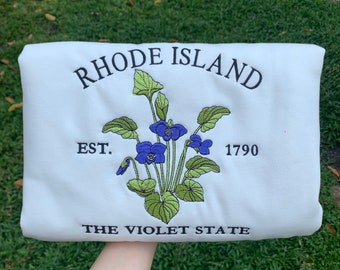 RHODE ISLAND
EST. 1790
THE VIOLET STATE